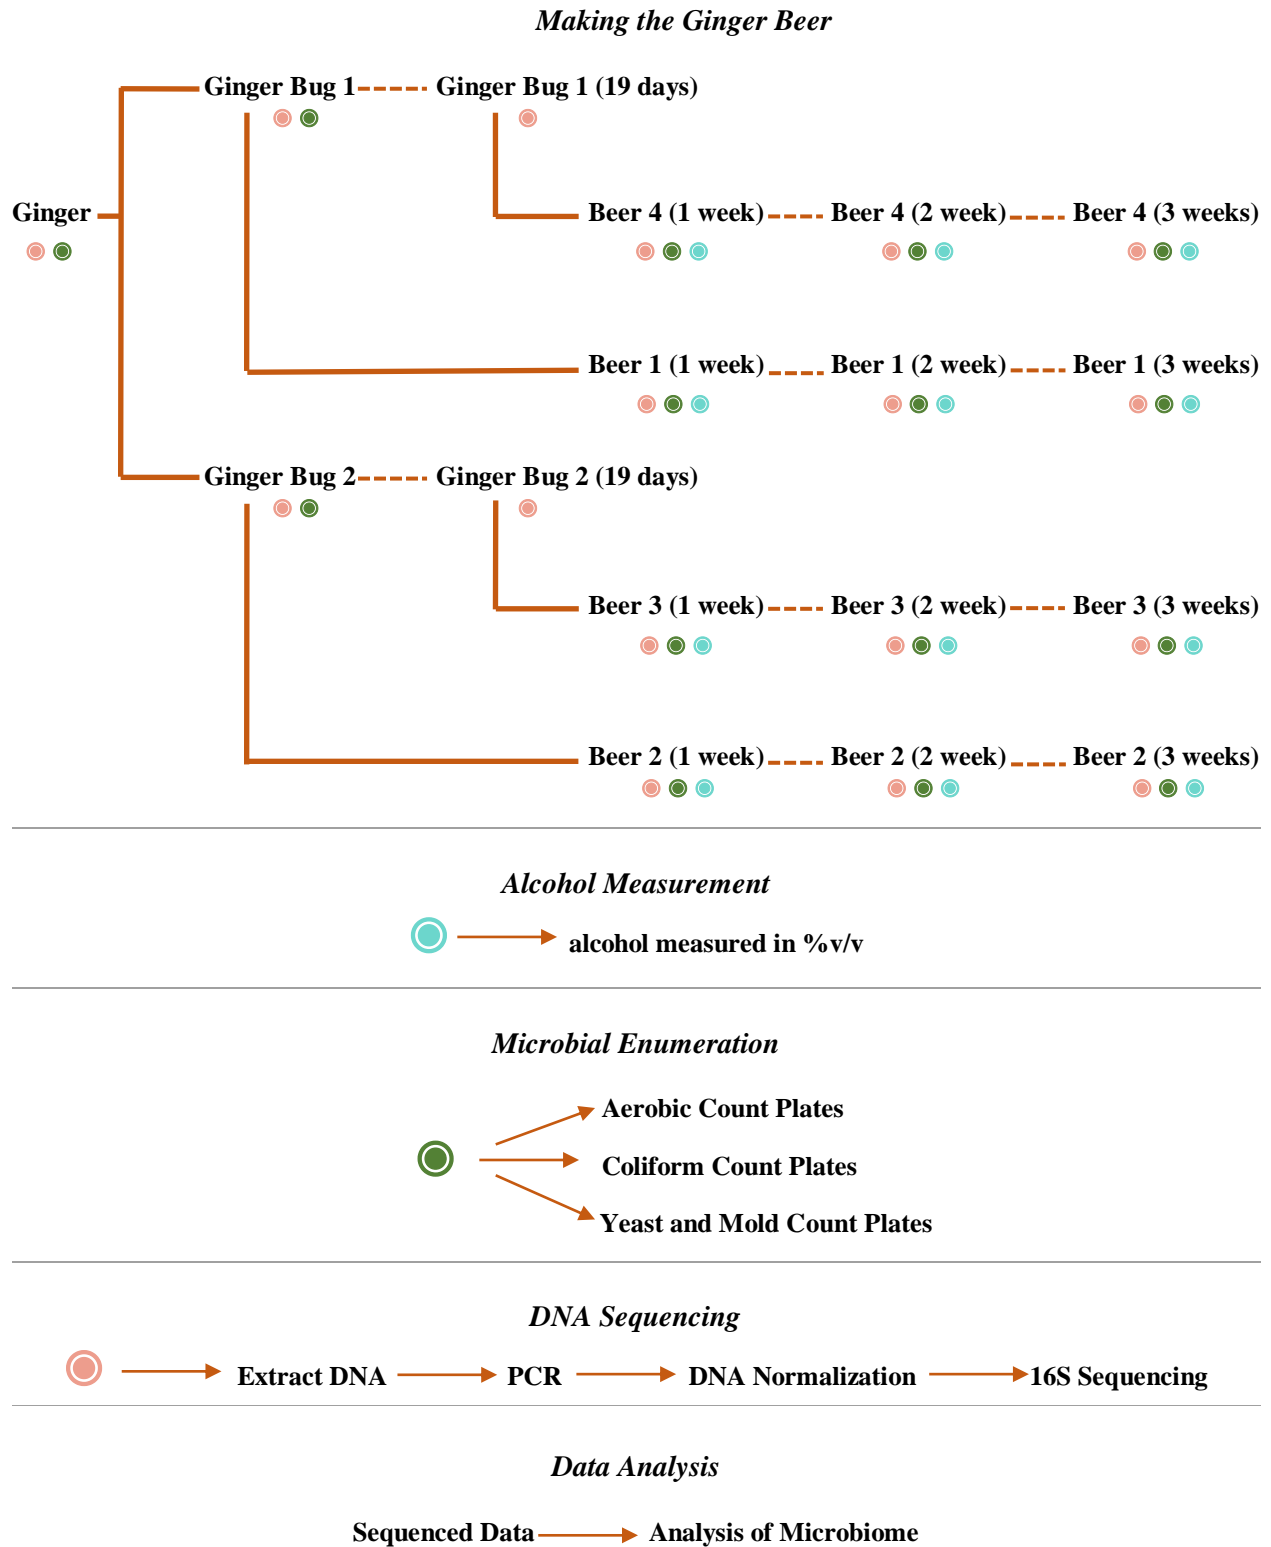 Making the Ginger Beer
Ginger Bug 1 Ginger Bug 1 (19 days)
Ginger Beer 4 (1 week) Beer 4 (2 week) Beer 4 (3 weeks)
Beer 1 (1 week) Beer 1 (2 week) Beer 1 (3 weeks)
Ginger Bug 2 Ginger Bug 2 (19 days)
Beer 3 (1 week) Beer 3 (2 week) Beer 3 (3 weeks)
Beer 2 (1 week) Beer 2 (2 week) Beer 2 (3 weeks)
Alcohol Measurement
alcohol measured in %v/v
Microbial Enumeration
Aerobic Count Plates
Coliform Count Plates
Yeast and Mold Count Plates
DNA Sequencing
Extract DNA PCR DNA Normalization 16S Sequencing
Data Analysis
Sequenced Data Analysis of Microbiome